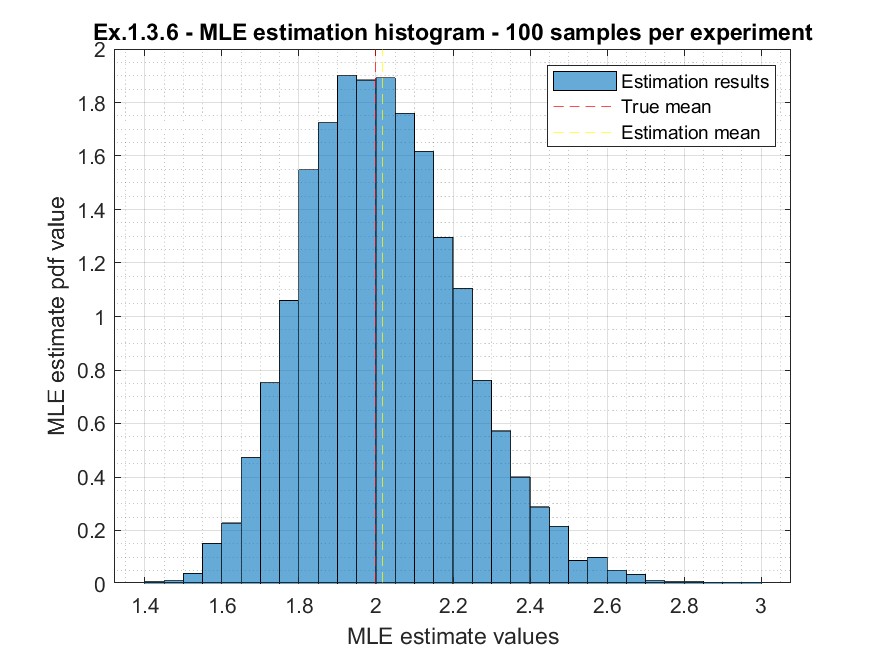 Ex.1.3.6 - MLE estimation histogram - 100 samples per experiment
Estimation results
True mean
Estimation mean
MLE estimate pdf value
2
1.8
1.6
1.4
1.2
1
0.8
0.6
0.4
0.2
0
1.4 1.6 1.8 2 2.2 2.4 2.6 2.8 3
MLE estimate values